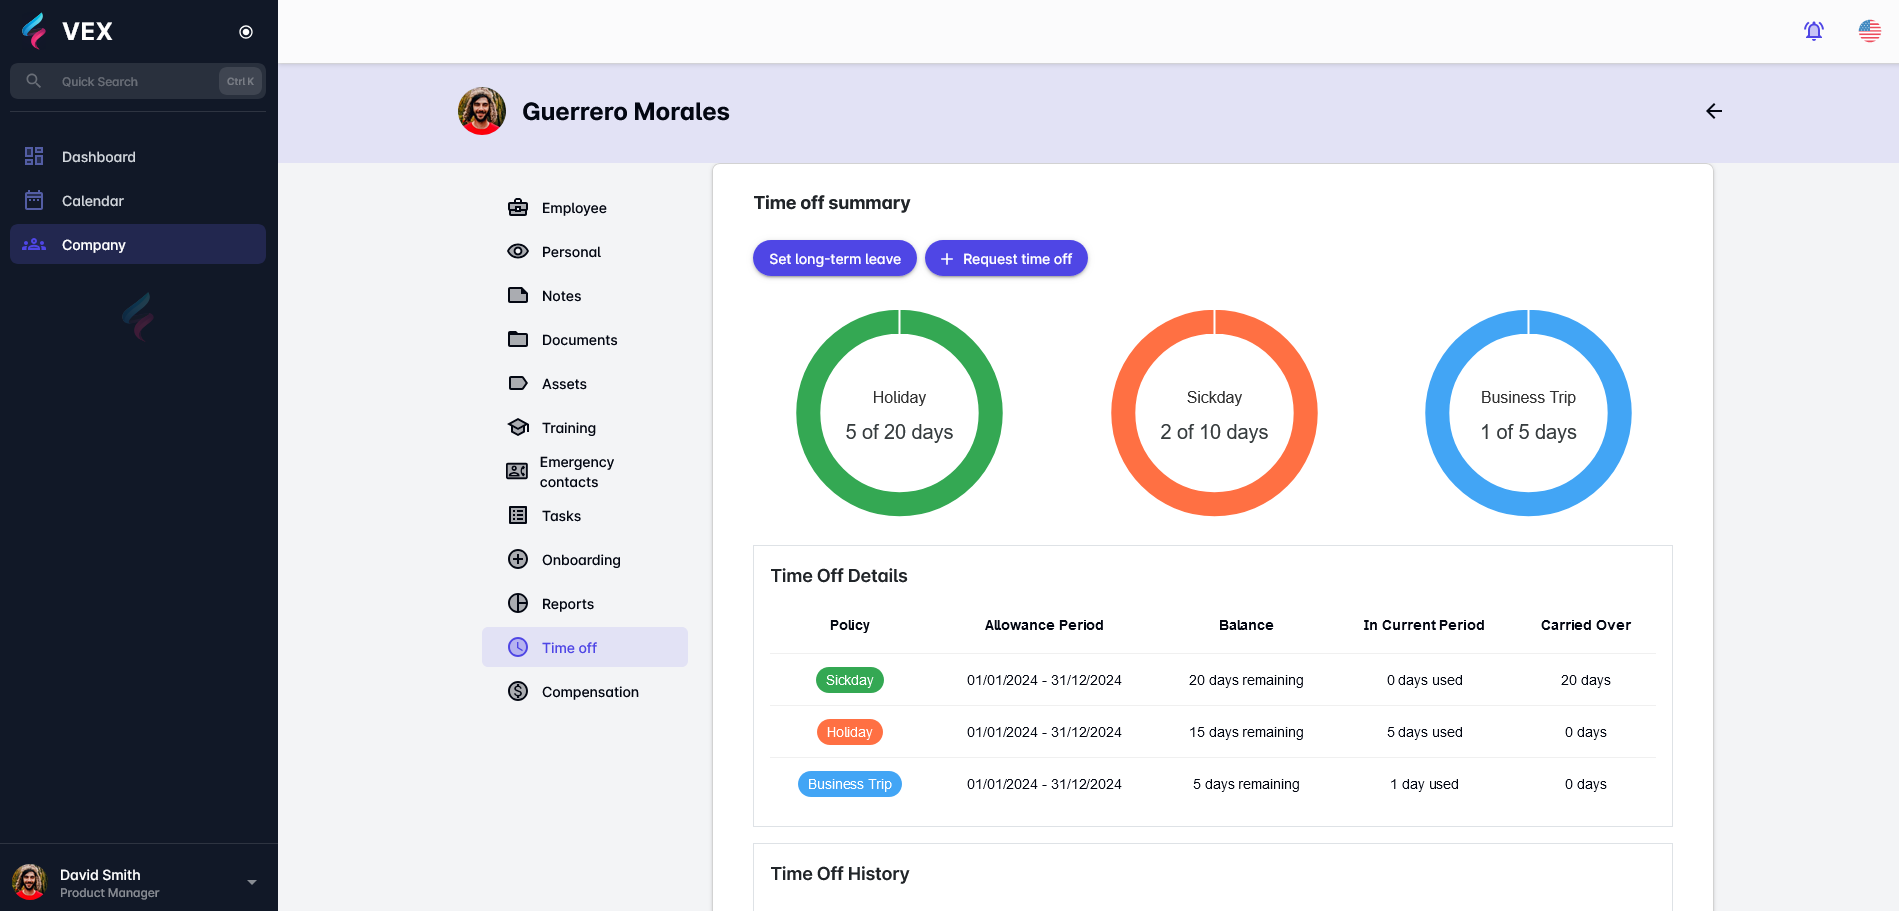 VEX
Quick Search
Ctrl K
Dashboard
Calendar
Company
David Smith
Product Manager
Guerrero Morales
Employee
Personal
Notes
Documents
Assets
Training
Emergency
contacts
Tasks
Onboarding
Reports
Time off
Compensation
Time off summary
Set long-term leave
Request time off
Holiday
5 of 20 days
Sickday
2 of 10 days
Business Trip
1 of 5 days
Time Off Details
Policy Allowance Period Balance In Current Period Carried Over
Sickday 01/01/2024 - 31/12/2024 20 days remaining 0 days used 20 days
Holiday 01/01/2024 - 31/12/2024 15 days remaining 5 days used 0 days
Business Trip 01/01/2024 - 31/12/2024 5 days remaining 1 day used 0 days
Time Off History